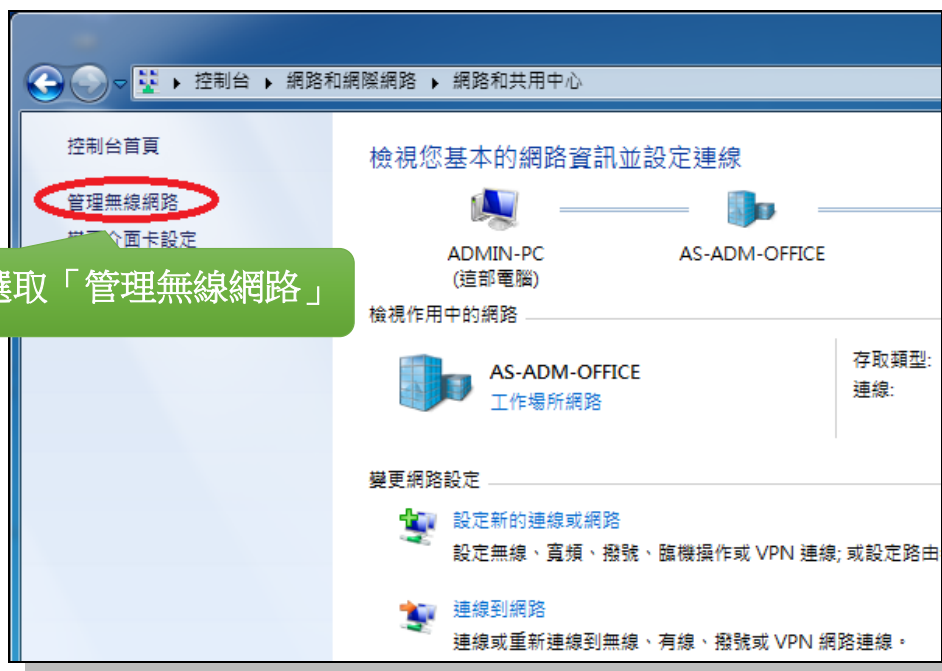 控制台 ▸ 網路和網際網路 ▸ 網路和共用中心
控制台首頁
管理無線網路
介面卡設定
選取「管理無線網路」
檢視您基本的網路資訊並設定連線
ADMIN-PC
(這部電腦)
AS-ADM-OFFICE
檢視作用中的網路
AS-ADM-OFFICE
工作場所網路
存取類型:
連線:
變更網路設定
設定新的連線或網路
設定無線、寬頻、撥號、臨機操作或 VPN 連線; 或設定路由
連線到網路
連線或重新連線到無線、有線、撥號或 VPN 網路連線。